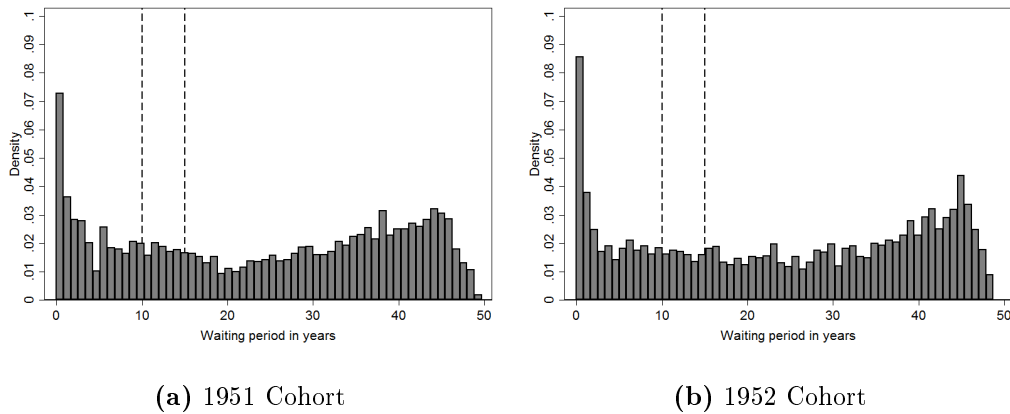 Density
0 .01 .02 .03 .04 .05 .06 .07 .08 .09 .1
0 10 20 30 40 50
Waiting period in years
(a) 1951 Cohort
Density
0 .01 .02 .03 .04 .05 .06 .07 .08 .09 .1
0 10 20 30 40 50
Waiting period in years
(b) 1952 Cohort